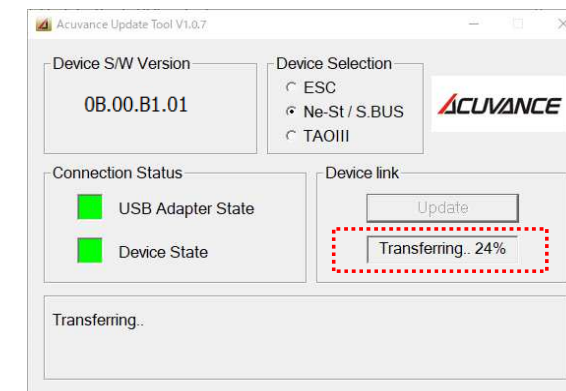 Acuvance Update Tool V1.0.7
Device S/W Version
0B.00.B1.01
Device Selection
ESC
Ne-St / S.BUS
TAOIII
ACUVANCE
Connection Status
USB Adapter State
Device State
Device link
Update
Transferring.. 24%
Transferring..